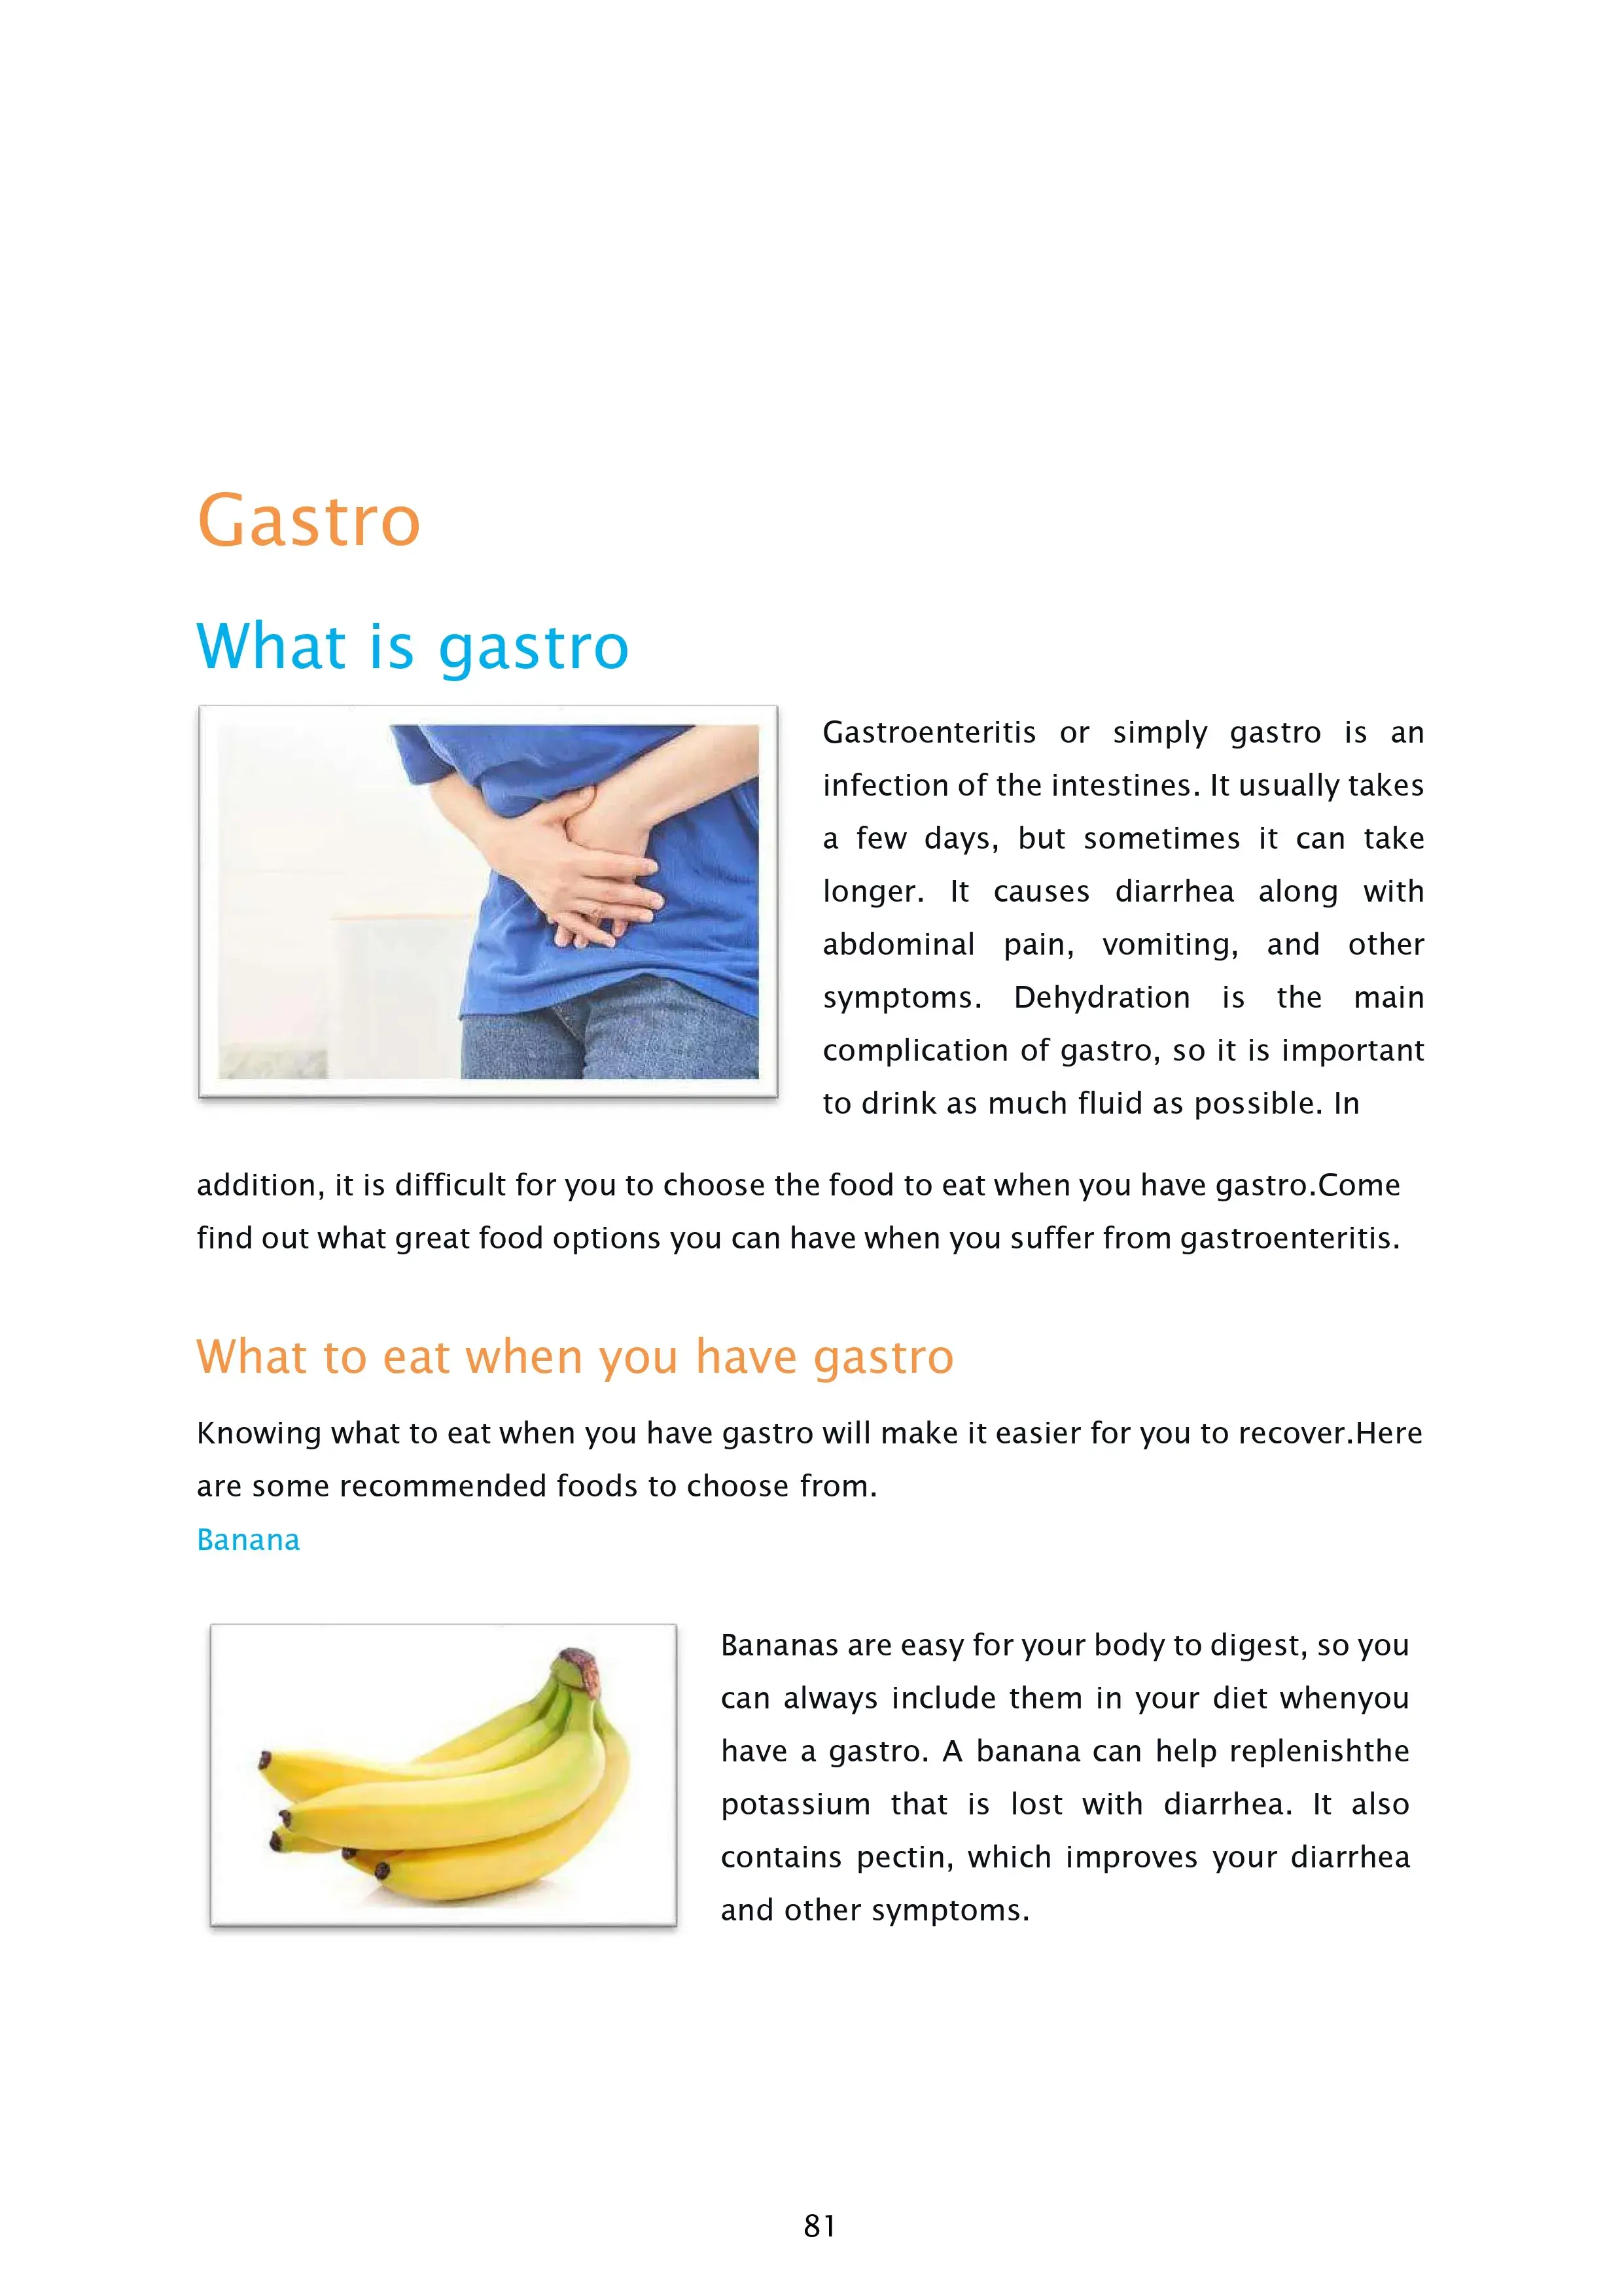 Gastro
What is gastro
Gastroenteritis or simply gastro is an
infection of the intestines. It usually takes
a few days, but sometimes it can take
longer. It causes diarrhea along with
abdominal pain, vomiting, and other
symptoms. Dehydration is the main
complication of gastro, so it is important
to drink as much fluid as possible. In
addition, it is difficult for you to choose the food to eat when you have gastro.Come
find out what great food options you can have when you suffer from gastroenteritis.
What to eat when you have gastro
Knowing what to eat when you have gastro will make it easier for you to recover.Here
are some recommended foods to choose from.
Banana
Bananas are easy for your body to digest, so you
can always include them in your diet whenyou
have a gastro. A banana can help replenishthe
potassium that is lost with diarrhea. It also
contains pectin, which improves your diarrhea
and other symptoms.
81